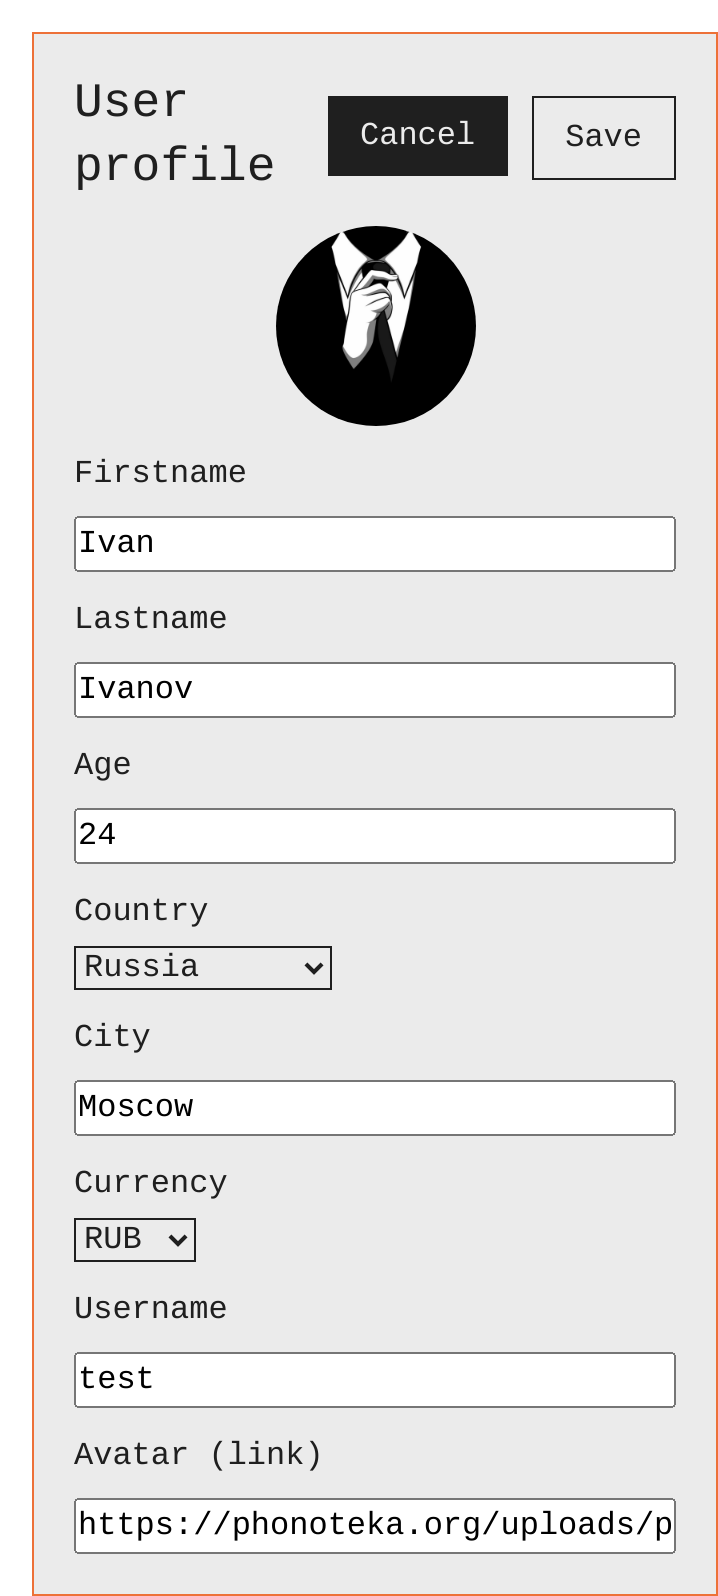 User
profile
Cancel
Save
Firstname
Ivan
Lastname
Ivanov
Age
24
Country
Russia
City
Moscow
Currency
RUB
Username
test
Avatar (link)
https://phonoteka.org/uploads/p